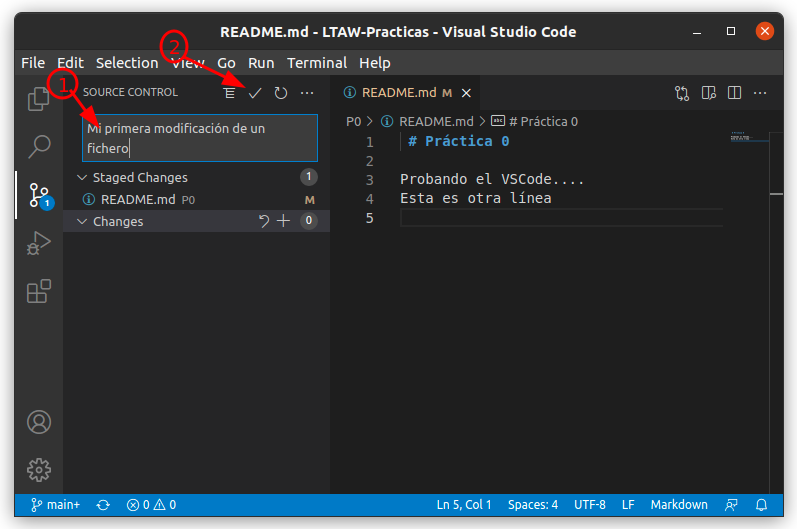 README.md - LTAW-Practicas - Visual Studio Code
File Edit Selection View Go Run Terminal Help
2
1
SOURCE CONTROL
Mi primera modificación de un
fichero
Staged Changes 1
README.md P0 M
Changes 0
1
README.md M
P0 > README.md > # Práctica 0
1 # Práctica 0
2
3 Probando el VSCode....
4 Esta es otra línea
5
main+ 0 0 Ln 5, Col 1 Spaces: 4 UTF-8 LF Markdown